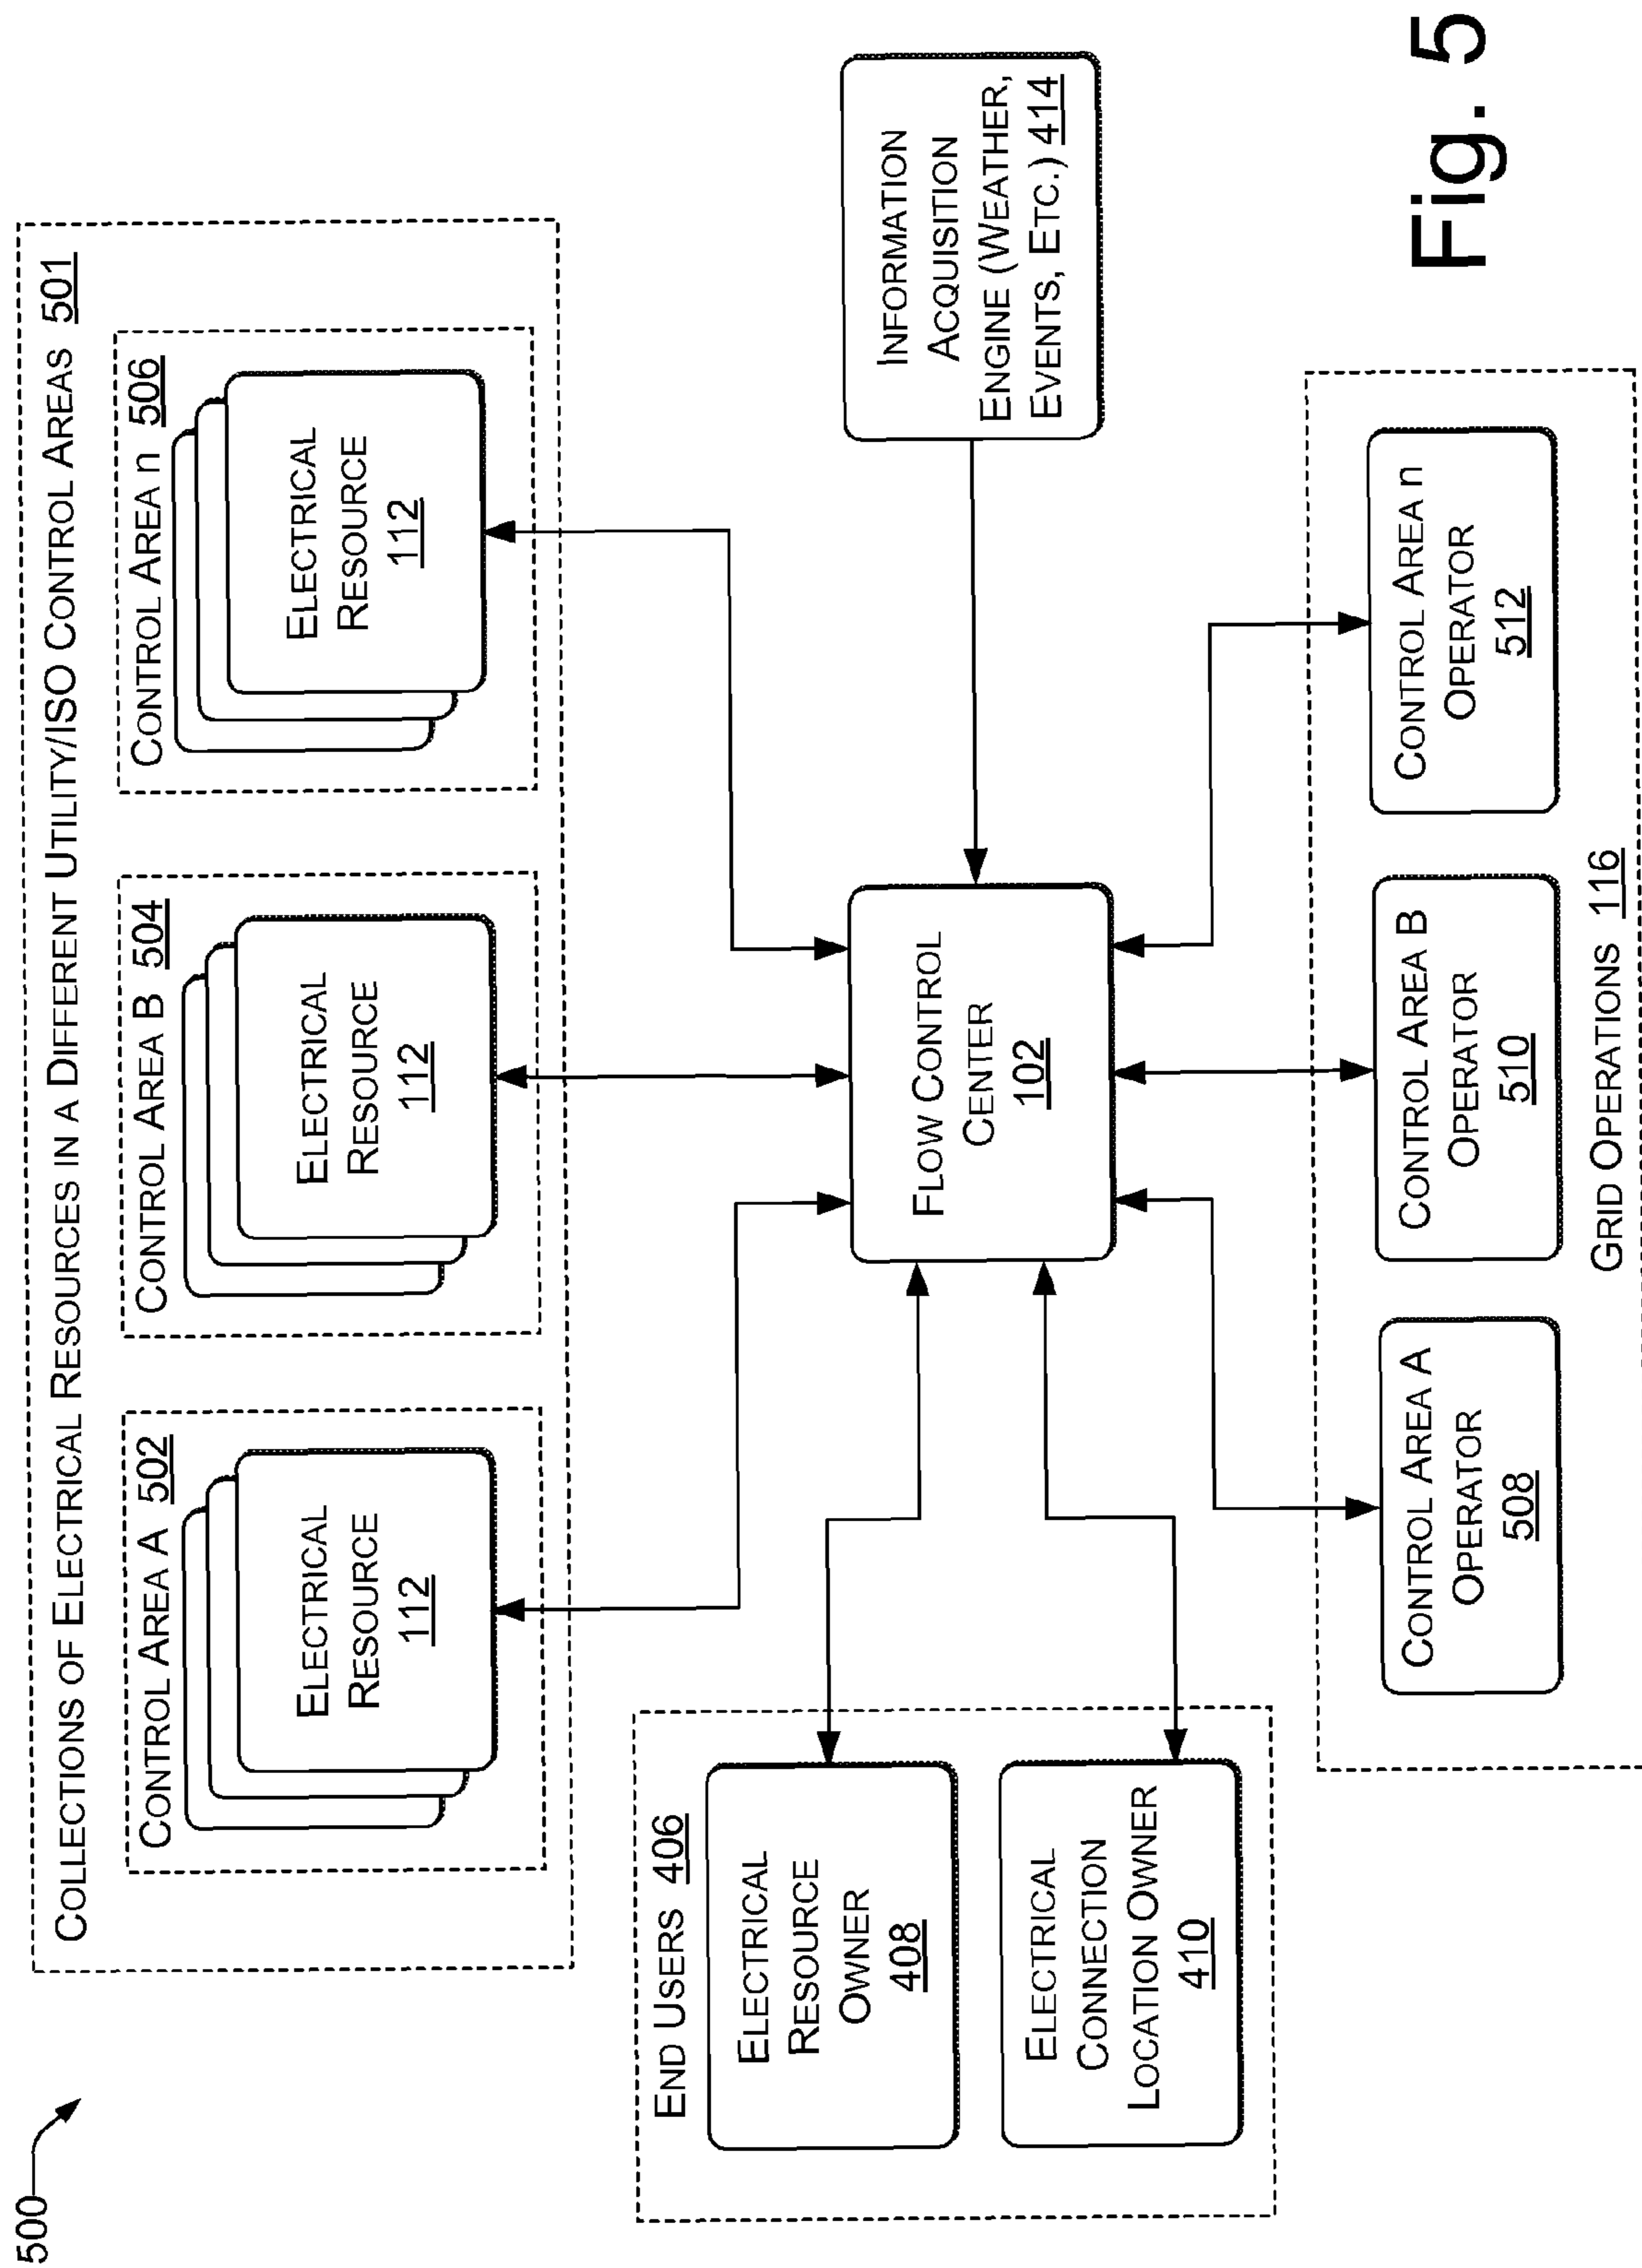 500
COLLECTIONS OF ELECTRICAL RESOURCES IN A DIFFERENT UTILITY/ISO CONTROL AREAS 501
CONTROL AREA A 502
ELECTRICAL
RESOURCE
112
CONTROL AREA B 504
ELECTRICAL
RESOURCE
112
CONTROL AREA n 506
ELECTRICAL
RESOURCE
112
END USERS 406
ELECTRICAL
RESOURCE
OWNER
408
ELECTRICAL
CONNECTION
LOCATION OWNER
410
FLOW CONTROL
CENTER
102
INFORMATION
ACQUISITION
ENGINE (WEATHER,
EVENTS, ETC.) 414
CONTROL AREA A
OPERATOR
508
CONTROL AREA B
OPERATOR
510
CONTROL AREA n
OPERATOR
512
GRID OPERATIONS 116
Fig. 5